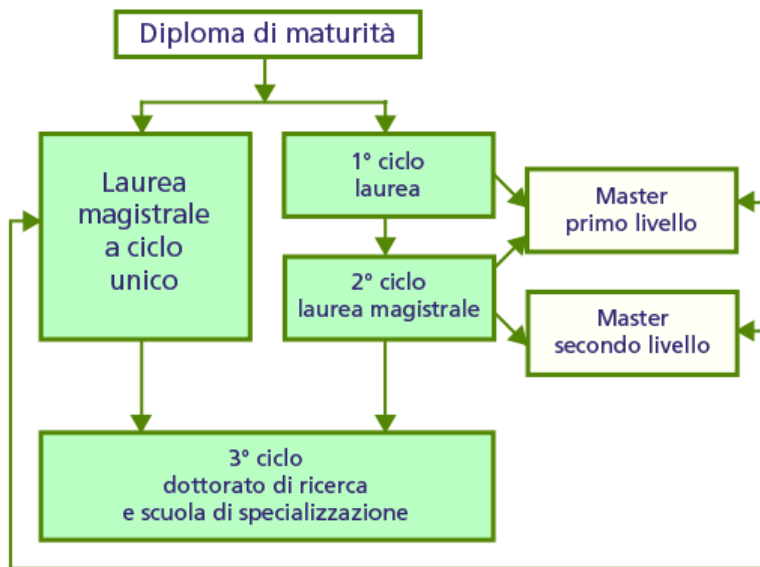 Diploma di maturità
Laurea
magistrale
a ciclo
unico
1° ciclo
laurea
Master
primo livello
2° ciclo
laurea magistrale
Master
secondo livello
3° ciclo
dottorato di ricerca
e scuola di specializzazione